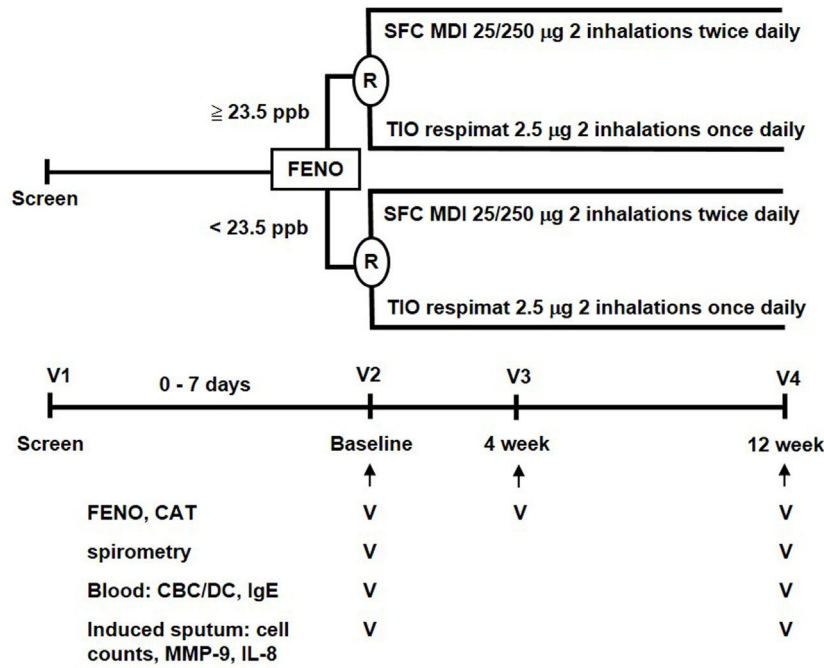 SFC MDI 25/250 μg 2 inhalations twice daily
R
≧ 23.5 ppb
TIO respimat 2.5 μg 2 inhalations once daily
FENO
Screen
SFC MDI 25/250 μg 2 inhalations twice daily
< 23.5 ppb
R
TIO respimat 2.5 μg 2 inhalations once daily
V1 0 - 7 days V2 V3 V4
Screen Baseline 4 week 12 week
FENO, CAT V V V
spirometry V V
Blood: CBC/DC, IgE V V
Induced sputum: cell V V
counts, MMP-9, IL-8